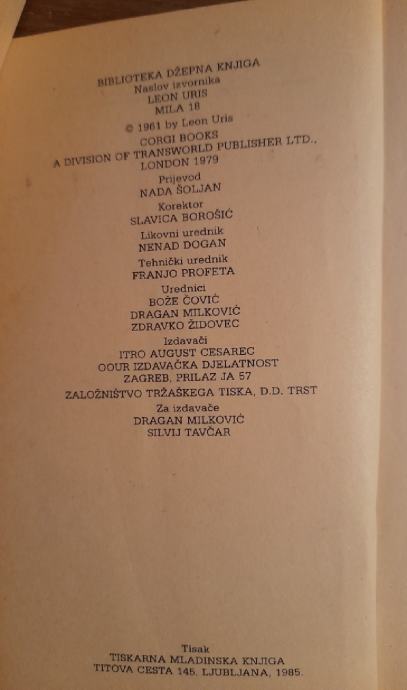 BIBLIOTEKA DŽEPNA KNJIGA
Naslov izvornika
LEON URIS
MILA 18
© 1961 by Leon Uris
CORGI BOOKS
A DIVISION OF TRANSWORLD PUBLISHER LTD.,
LONDON 1979
Prijevod
NADA ŠOLJAN
Korektor
SLAVICA BOROŠIĆ
Likovni urednik
NENAD DOGAN
Tehnički urednik
FRANJO PROFETA
Urednici
BOŽE ČOVIĆ
DRAGAN MILKOVIĆ
ZDRAVKO ŽIDOVEC
Izdavači
ITRO AUGUST CESAREC
OOUR IZDAVAČKA DJELATNOST
ZAGREB, PRILAZ JA 57
ZALOŽNIŠTVO TRŽAŠKEGA TISKA, D.D. TRST
Za izdavače
DRAGAN MILKOVIĆ
SILVIJ TAVČAR
Tisak
TISKARNA MLADINSKA KNJIGA
TITOVA CESTA 145. LJUBLJANA, 1985.